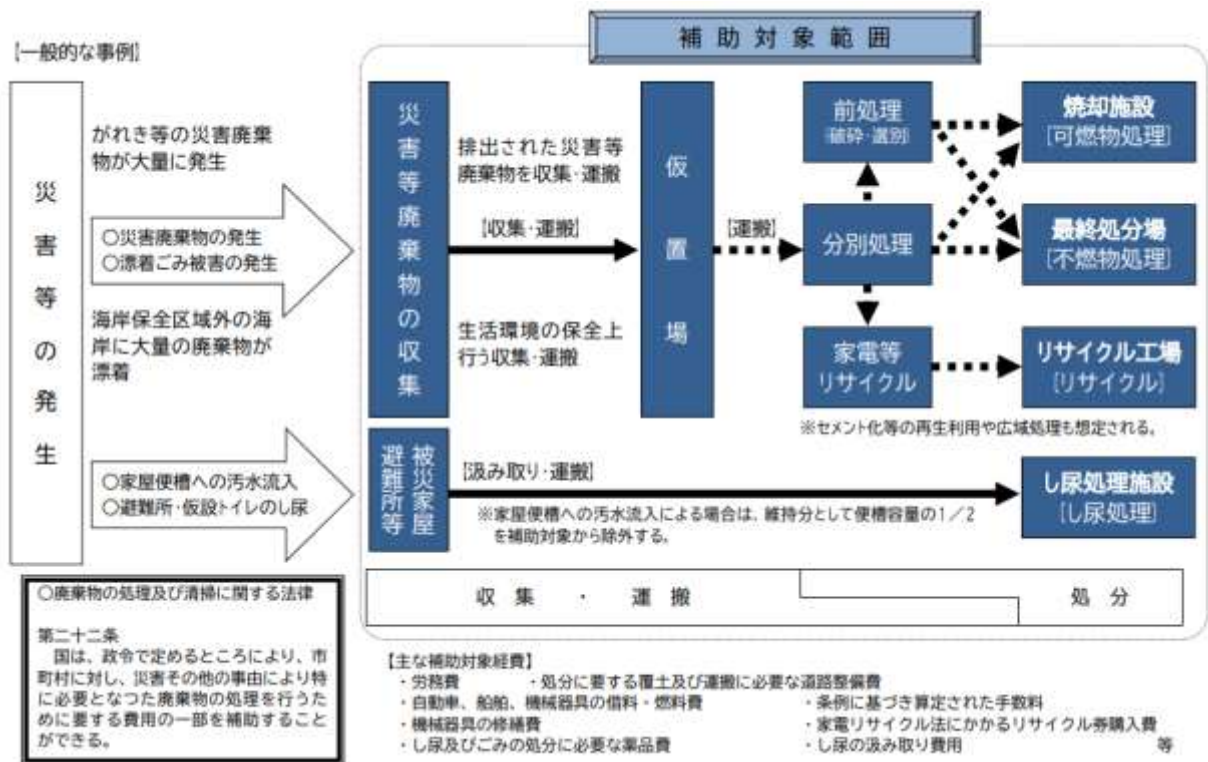 補助対象範囲
[一般的な事例]
災害等の発生
がれき等の災害廃棄
物が大量に発生
○災害廃棄物の発生
○漂着ごみ被害の発生
海岸保全区域外の海
岸に大量の廃棄物が
漂着
○家屋便槽への汚水流入
○避難所・仮設トイレのし尿
災害等廃棄物の収集
排出された災害等
廃棄物を収集・運搬
[収集・運搬]
生活環境の保全上
行う収集・運搬
仮置場
[運搬]
前処理
[破砕・選別]
分別処理
家電等
リサイクル
焼却施設
[可燃物処理]
最終処分場
[不燃物処理]
リサイクル工場
[リサイクル]
※セメント化等の再生利用や広域処理も想定される。
被災家屋
避難所等
[汲み取り・運搬]
※家屋便槽への汚水流入による場合は、維持分として便槽容量の1/2
を補助対象から除外する。
し尿処理施設
[し尿処理]
収集・運搬
処分
○廃棄物の処理及び清掃に関する法律
第二十二条
国は、政令で定めるところにより、市
町村に対し、災害その他の事由により特
に必要となつた廃棄物の処理を行うた
めに要する費用の一部を補助すること
ができる。
【主な補助対象経費】
・労務費 ・処分に要する覆土及び運搬に必要な道路整備費
・自動車、船舶、機械器具の借料・燃料費 ・条例に基づき算定された手数料
・機械器具の修繕費 ・家電リサイクル法にかかるリサイクル券購入費
・し尿及びごみの処分に必要な薬品費 ・し尿の汲み取り費用 等